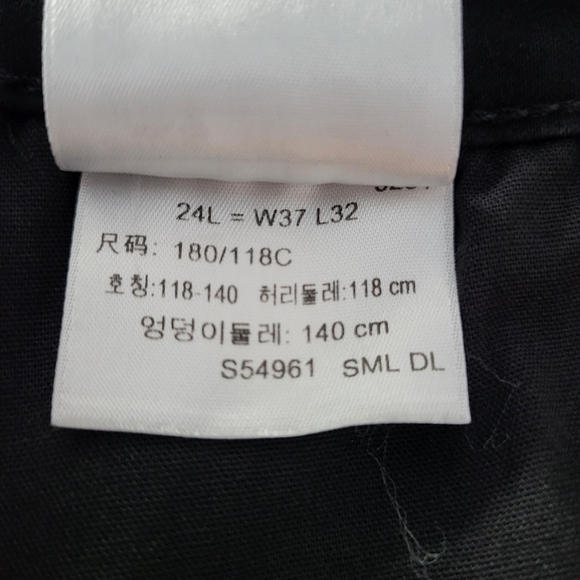 24L = W37 L32
尺码: 180/118C
호칭:118-140 허리둘레:118 cm
엉덩이둘레: 140 cm
S54961 SML DL